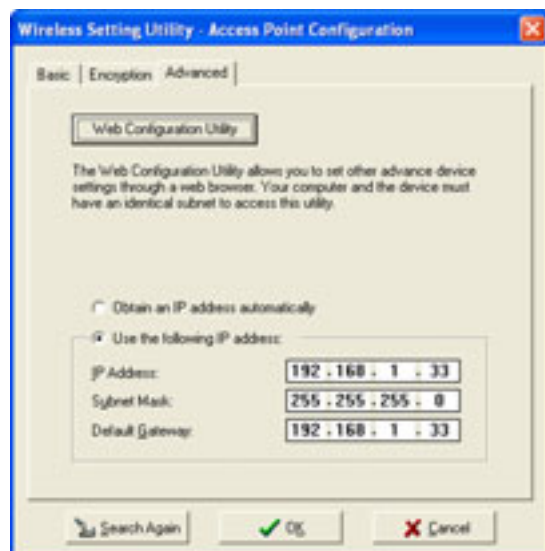 Wireless Setting Utility - Access Point Configuration
Basic Encryption Advanced
Web Configuration Utility
The Web Configuration Utility allows you to set other advance device
settings through a web browser. Your computer and the device must
have an identical subnet to access this utility.
Obtain an IP address automatically
Use the following IP address:
IP Address: 192 . 168 . 1 . 33
Subnet Mask: 255 . 255 . 255 . 0
Default Gateway: 192 . 168 . 1 . 33
Search Again OK Cancel